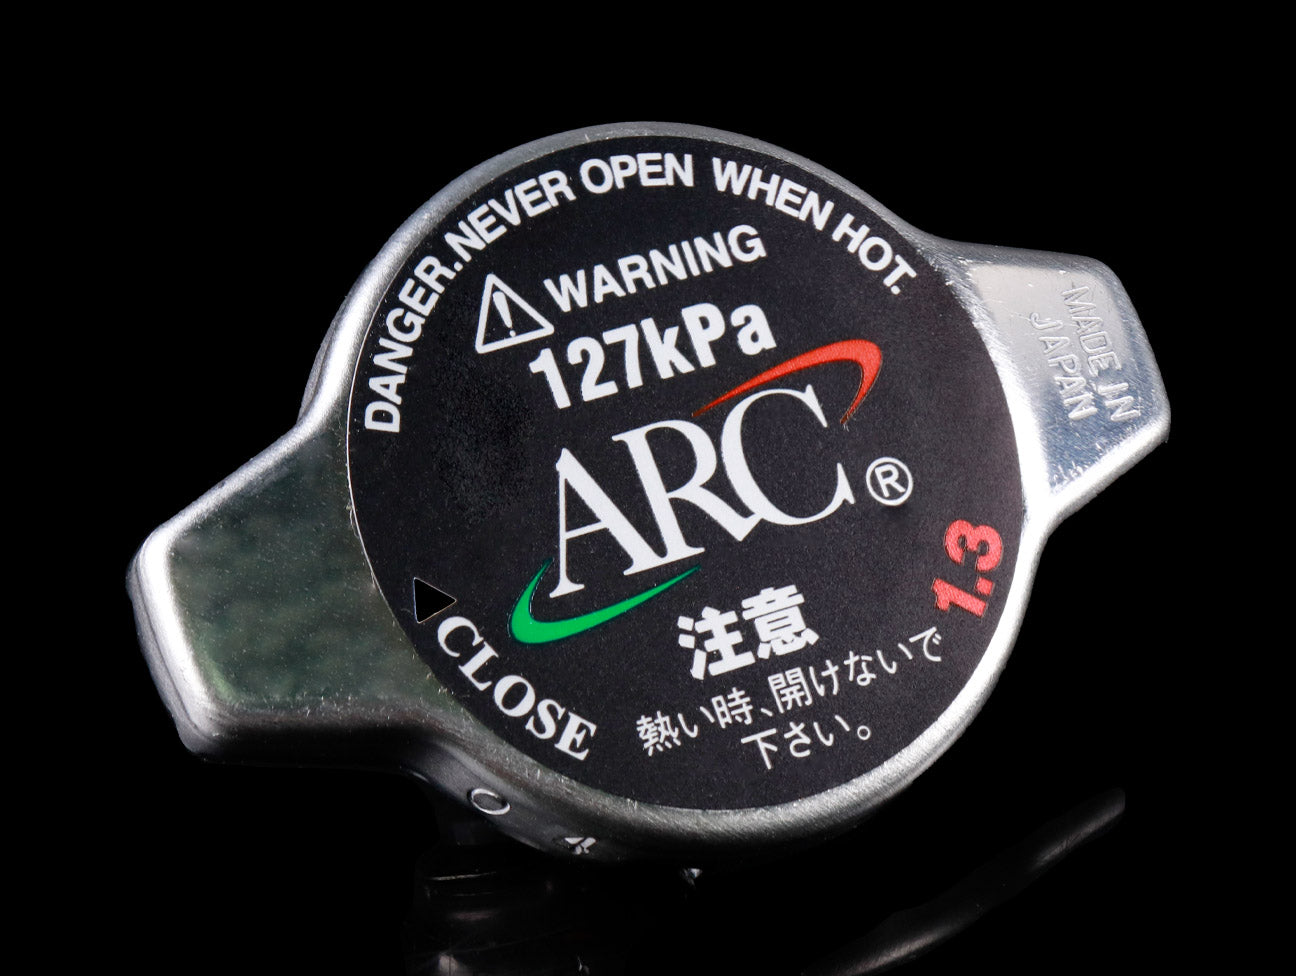 DANGER. NEVER OPEN WHEN HOT.
WARNING
127kPa
ARC®
1.3
注意
熱い時、開けないで
下さい。
CLOSE
MADE IN
JAPAN